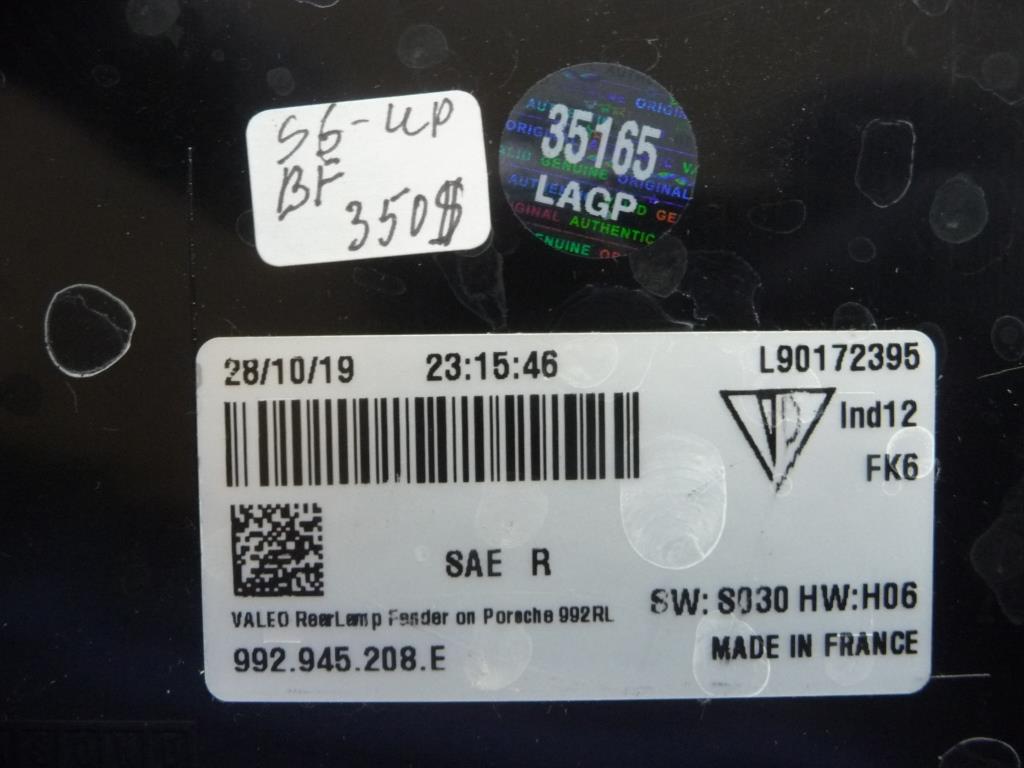 S6-UP
BF
350$
35165
LAGP
28/10/19 23:15:46 L90172395
Ind12
FK6
SAE R
VALEO RearLamp Fender on Porsche 992RL
992.945.208.E
SW: S030 HW:H06
MADE IN FRANCE